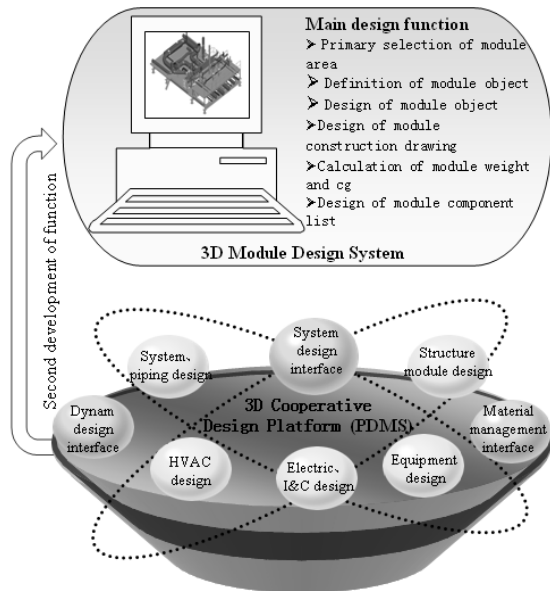 Main design function
➢Primary selection of module
area
➢Definition of module object
➢Design of module object
➢Design of module
construction drawing
➢Calculation of module weight
and cg
➢Design of module component
list
3D Module Design System
Second development of function
System、
piping design
System
design
interface
Structure
module design
Dynam
design
interface
3D Cooperative
Design Platform (PDMS)
Material
management
interface
HVAC
design
Electric、
I&C design
Equipment
design